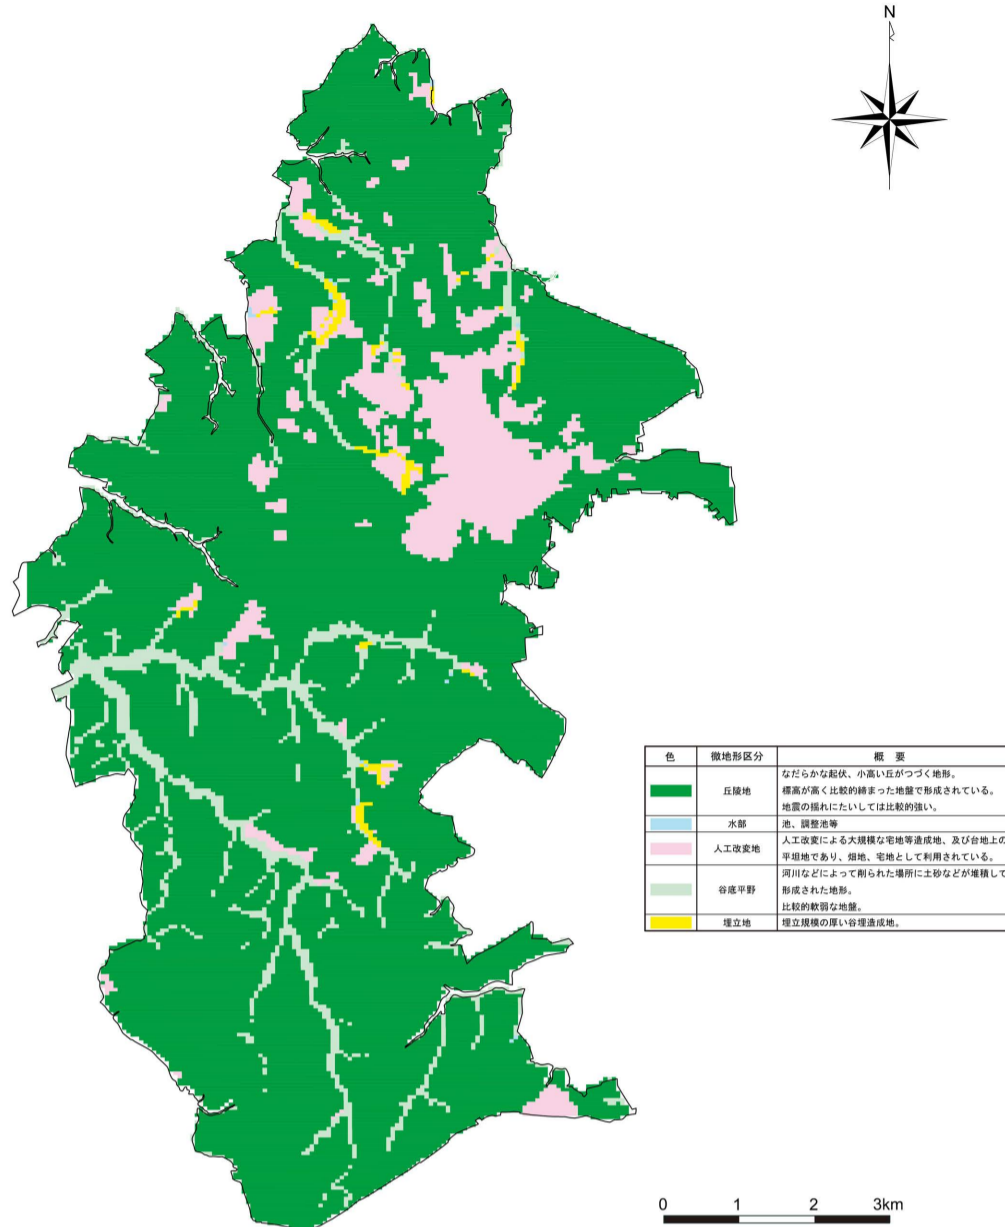 N
色 微地形区分 概 要
丘陵地
なだらかな起伏、小高い丘がつづく地形。
標高が高く比較的締まった地盤で形成されている。
地震の揺れにたいしては比較的強い。
水部 池、調整池等
人工改変地
人工改変による大規模な宅地等造成地、及び台地上の
平坦地であり、畑地、宅地として利用されている。
谷底平野
河川などによって削られた場所に土砂などが堆積して
形成された地形。
比較的軟弱な地盤。
埋立地 埋立規模の厚い谷埋造成地。
0 1 2 3km